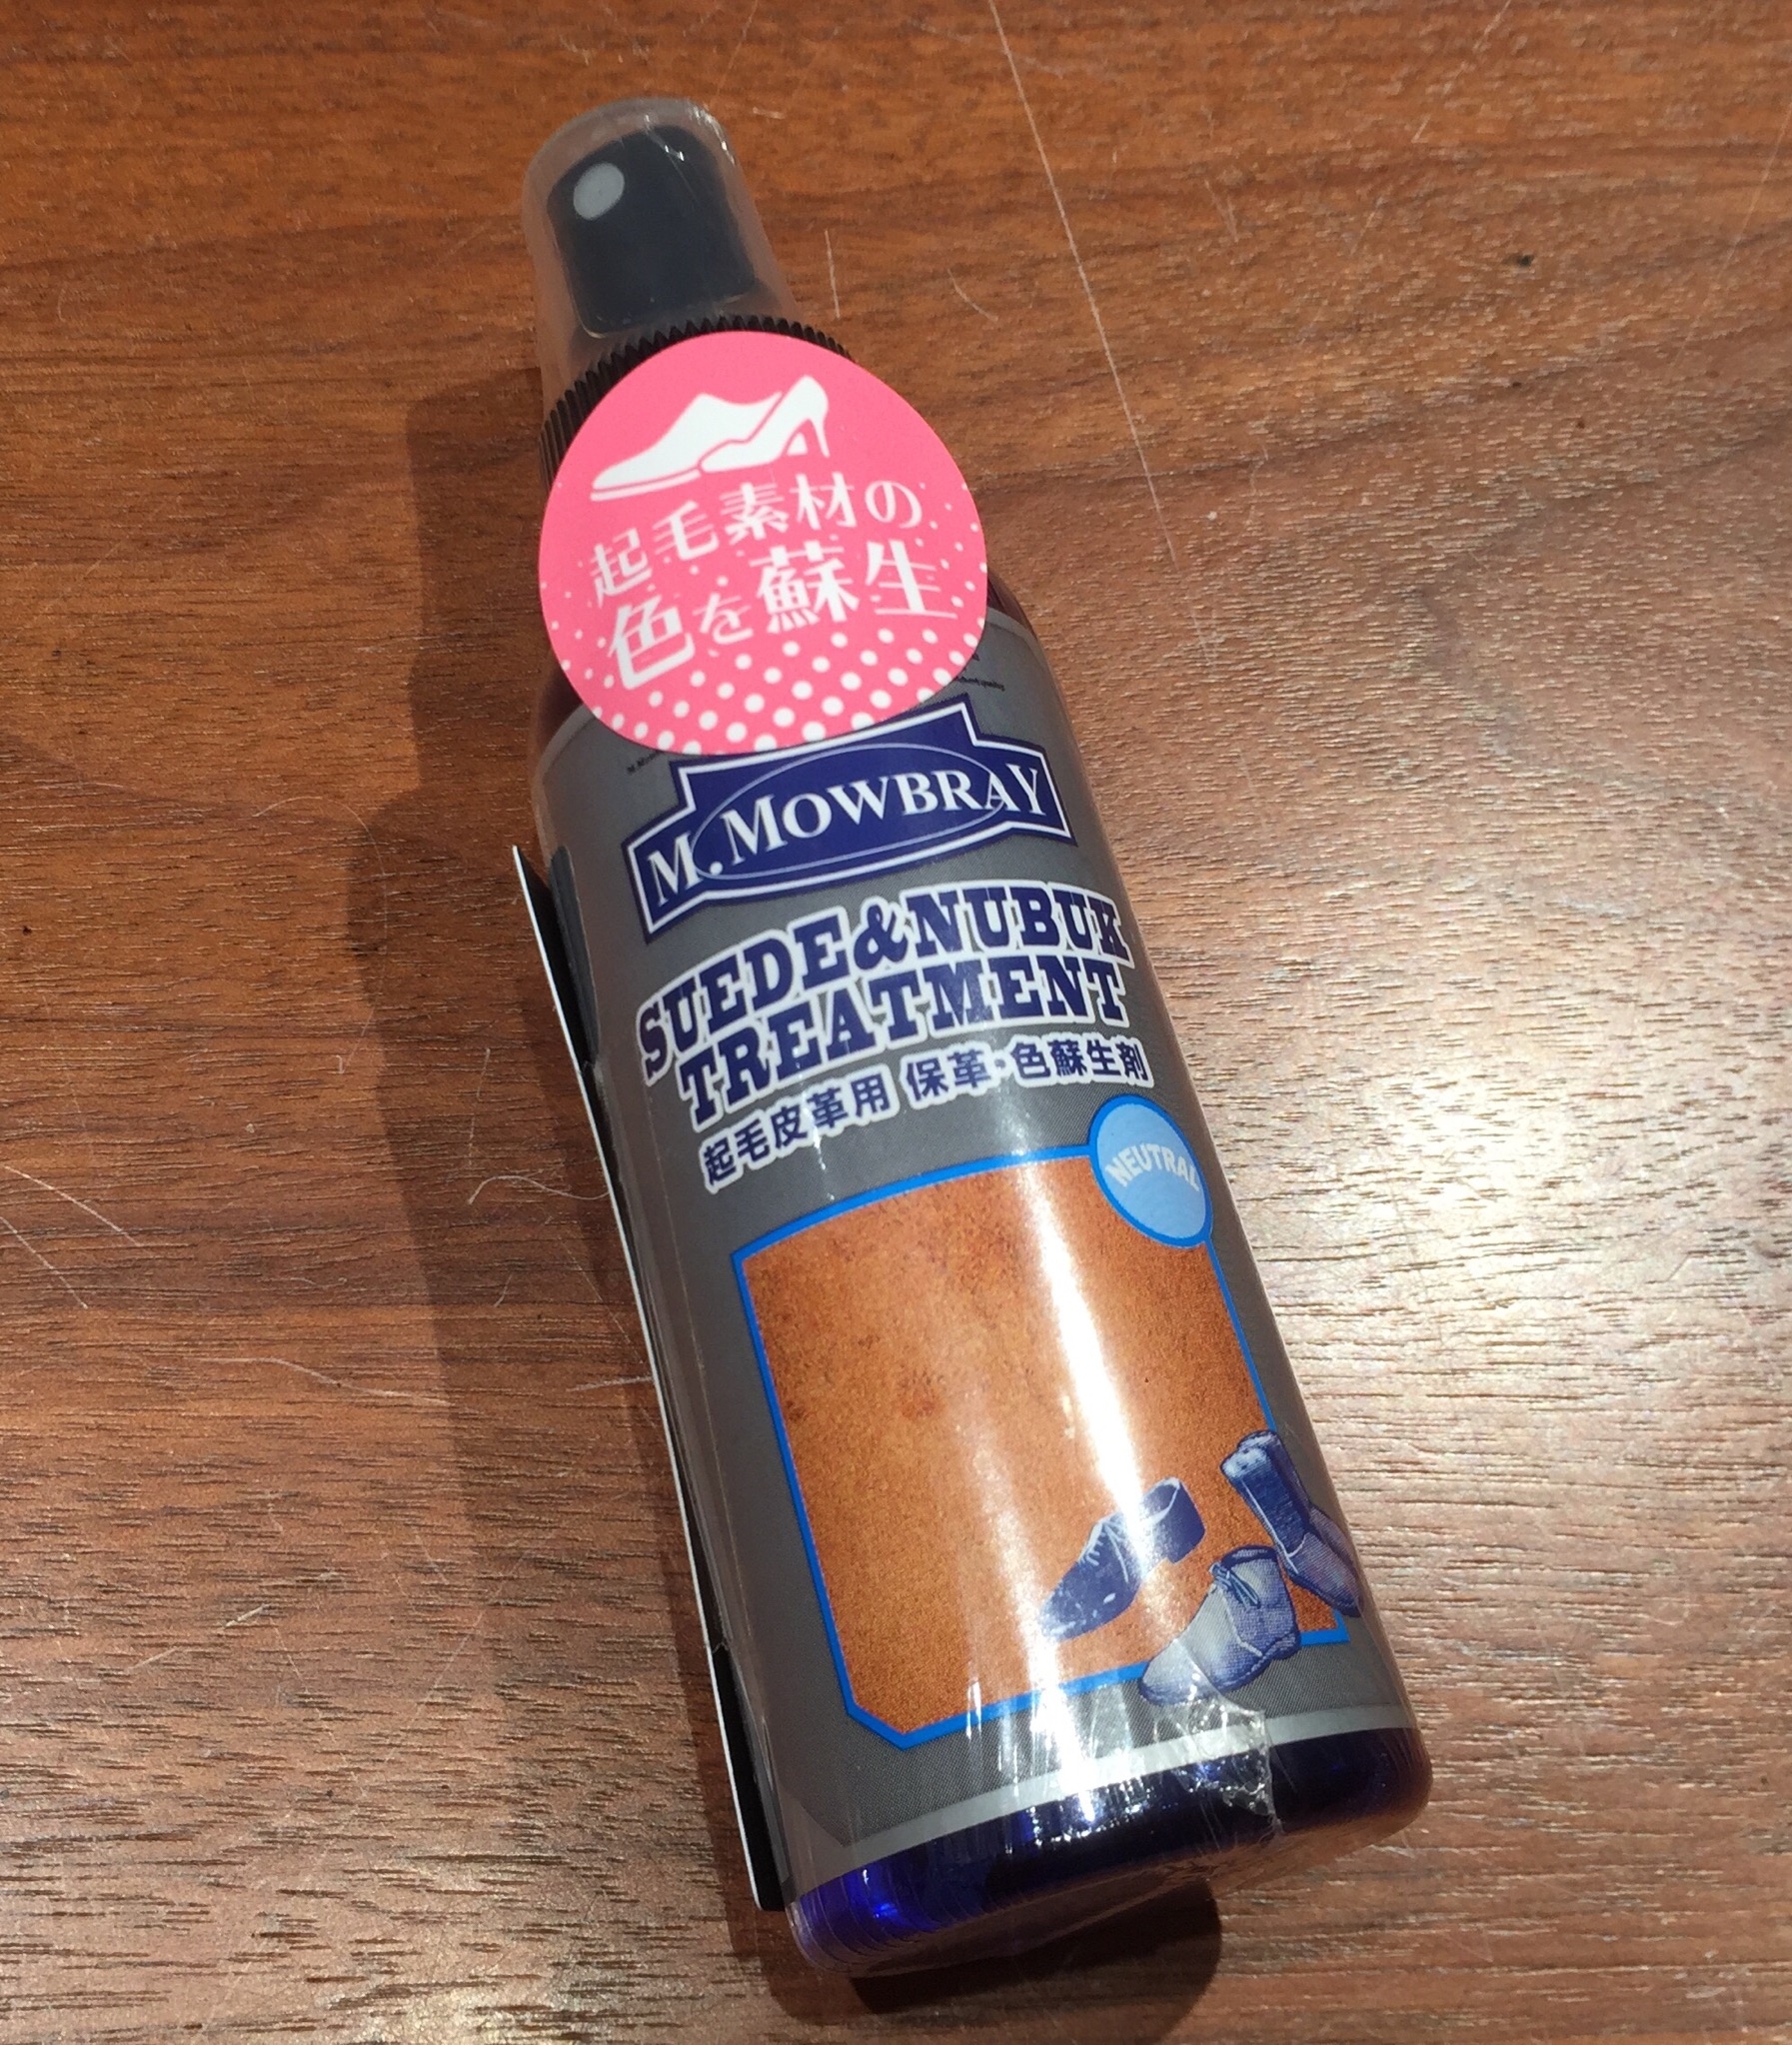 起毛素材の
色を蘇生
M.MOWBRAY
SUEDE&NUBUK
TREATMENT
起毛皮革用 保革・色蘇生剤
NEUTRAL